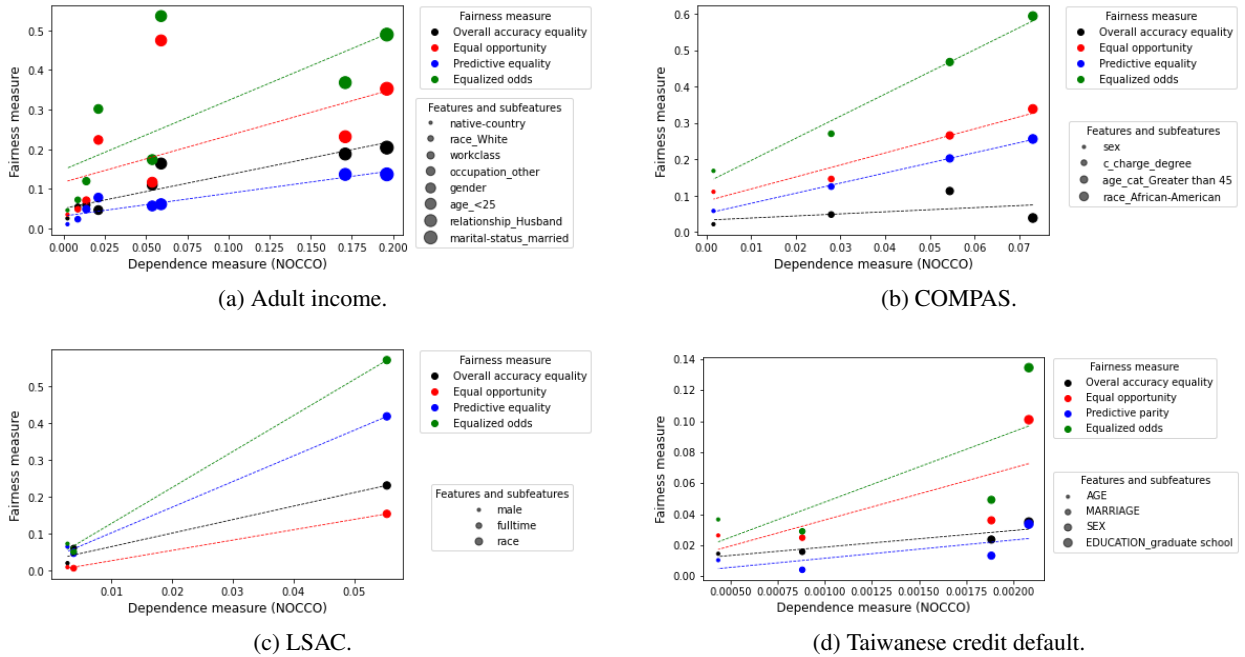 Fairness measure
Overall accuracy equality
Equal opportunity
Predictive equality
Equalized odds
Features and subfeatures
native-country
race_White
workclass
occupation_other
gender
age_<25
relationship_Husband
marital-status_married
Fairness measure
0.5
0.4
0.3
0.2
0.1
0.0
0.000 0.025 0.050 0.075 0.100 0.125 0.150 0.175 0.200
Dependence measure (NOCCO)
(a) Adult income.
Fairness measure
Overall accuracy equality
Equal opportunity
Predictive equality
Equalized odds
Features and subfeatures
sex
c_charge_degree
age_cat_Greater than 45
race_African-American
Fairness measure
0.6
0.5
0.4
0.3
0.2
0.1
0.0
0.00 0.01 0.02 0.03 0.04 0.05 0.06 0.07
Dependence measure (NOCCO)
(b) COMPAS.
Fairness measure
Overall accuracy equality
Equal opportunity
Predictive equality
Equalized odds
Features and subfeatures
male
fulltime
race
Fairness measure
0.5
0.4
0.3
0.2
0.1
0.0
0.01 0.02 0.03 0.04 0.05
Dependence measure (NOCCO)
(c) LSAC.
Fairness measure
Overal accuracy equality
Equal opportunity
Predictive parity
Equalized odds
Features and subfeatures
AGE
MARRIAGE
SEX
EDUCATION_graduate school
Fairness measure
0.14
0.12
0.10
0.08
0.06
0.04
0.02
0.00
0.00050 0.00075 0.00100 0.00125 0.00150 0.00175 0.00200
Dependence measure (NOCCO)
(d) Taiwanese credit default.